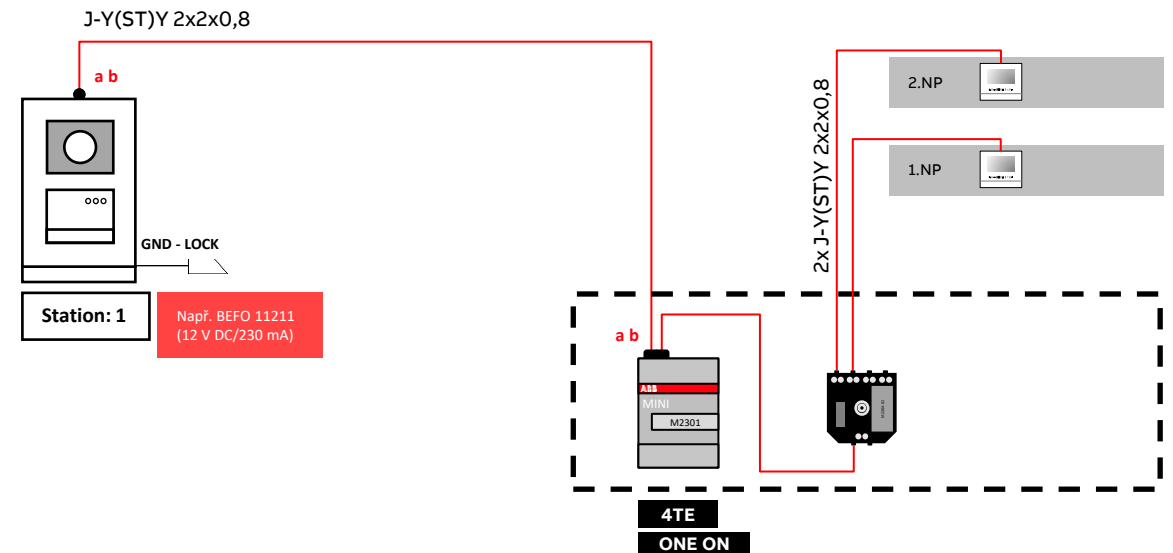 J-Y(ST)Y 2x2x0,8
a b
GND - LOCK
Station: 1
Např. BEFO 11211
(12 V DC/230 mA)
2x J-Y(ST)Y 2x2x0,8
2.NP
1.NP
a b
ABB
MINI
M2301
4TE
ONE ON